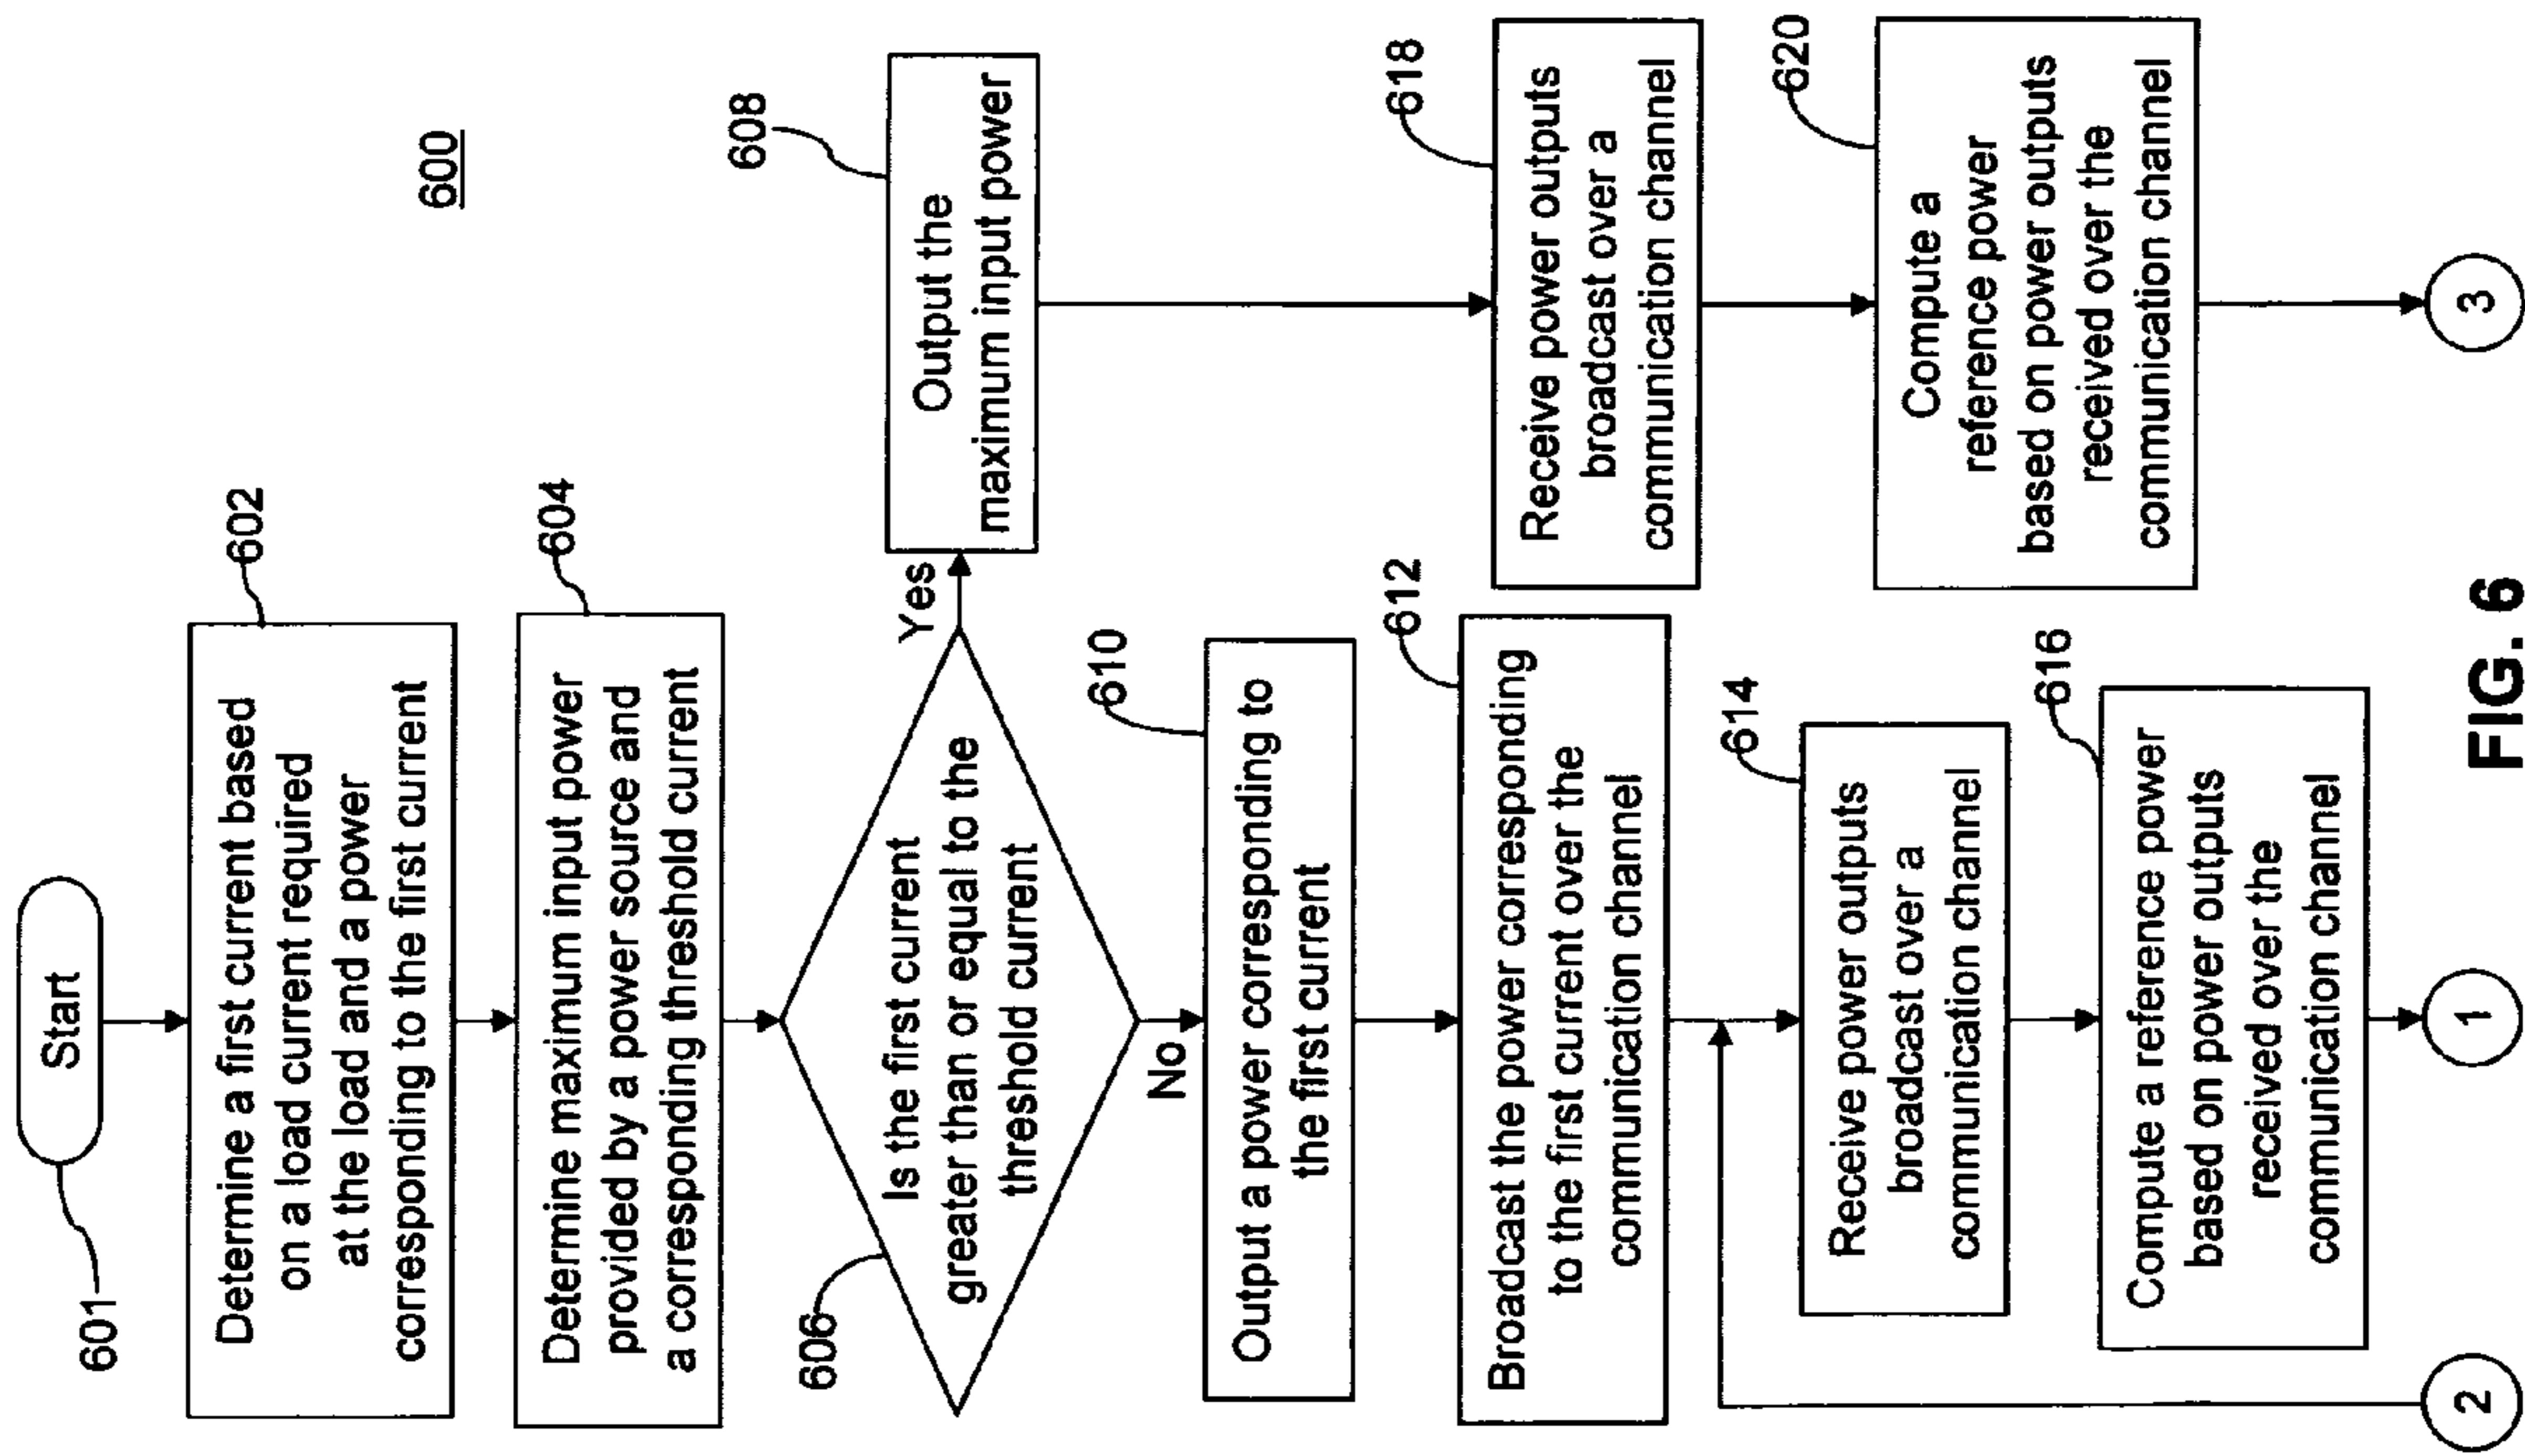 600
Start
601
Determine a first current based
on a load current required
at the load and a power
corresponding to the first current
602
Determine maximum input power
provided by a power source and
a corresponding threshold current
604
Is the first current
greater than or equal to the
threshold current
606
Yes
Output the
maximum input power
608
No
Output a power corresponding to
the first current
610
Broadcast the power corresponding
to the first current over the
communication channel
612
Receive power outputs
broadcast over a
communication channel
614
Compute a reference power
based on power outputs
received over the
communication channel
616
1
2
Receive power outputs
broadcast over a
communication channel
618
Compute a
reference power
based on power outputs
received over the
communication channel
620
3
FIG. 6